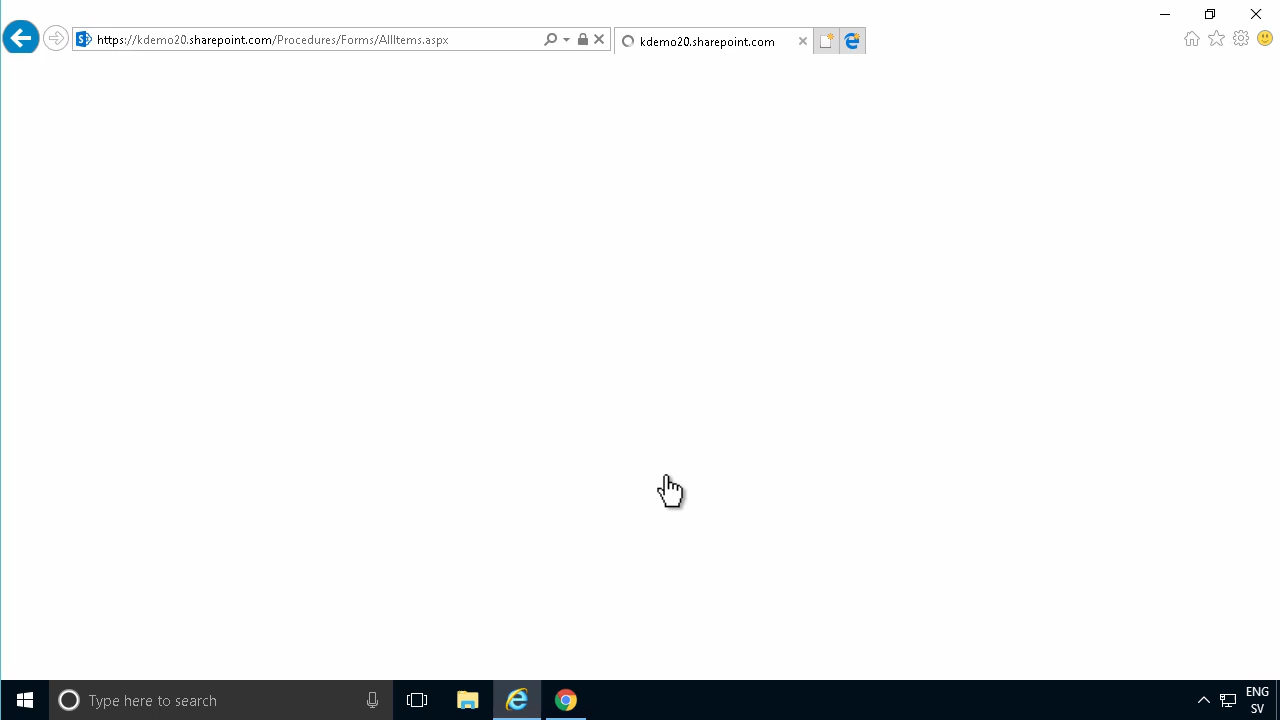 https://kdemo20.sharepoint.com/Procedures/Forms/AllItems.aspx
kdemo20.sharepoint.com
Type here to search
ENG
SV